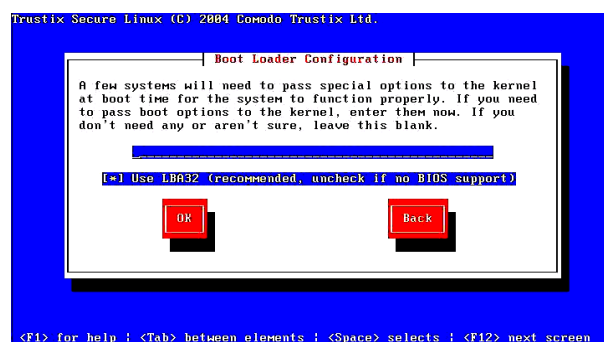 Trustix Secure Linux (C) 2004 Comodo Trustix Ltd.
Boot Loader Configuration
A few systems will need to pass special options to the kernel
at boot time for the system to function properly. If you need
to pass boot options to the kernel, enter them now. If you
don't need any or aren't sure, leave this blank.
[*] Use LBA32 (recommended, uncheck if no BIOS support)
OK Back
<F1> for help ¦ <Tab> between elements ¦ <Space> selects ¦ <F12> next screen